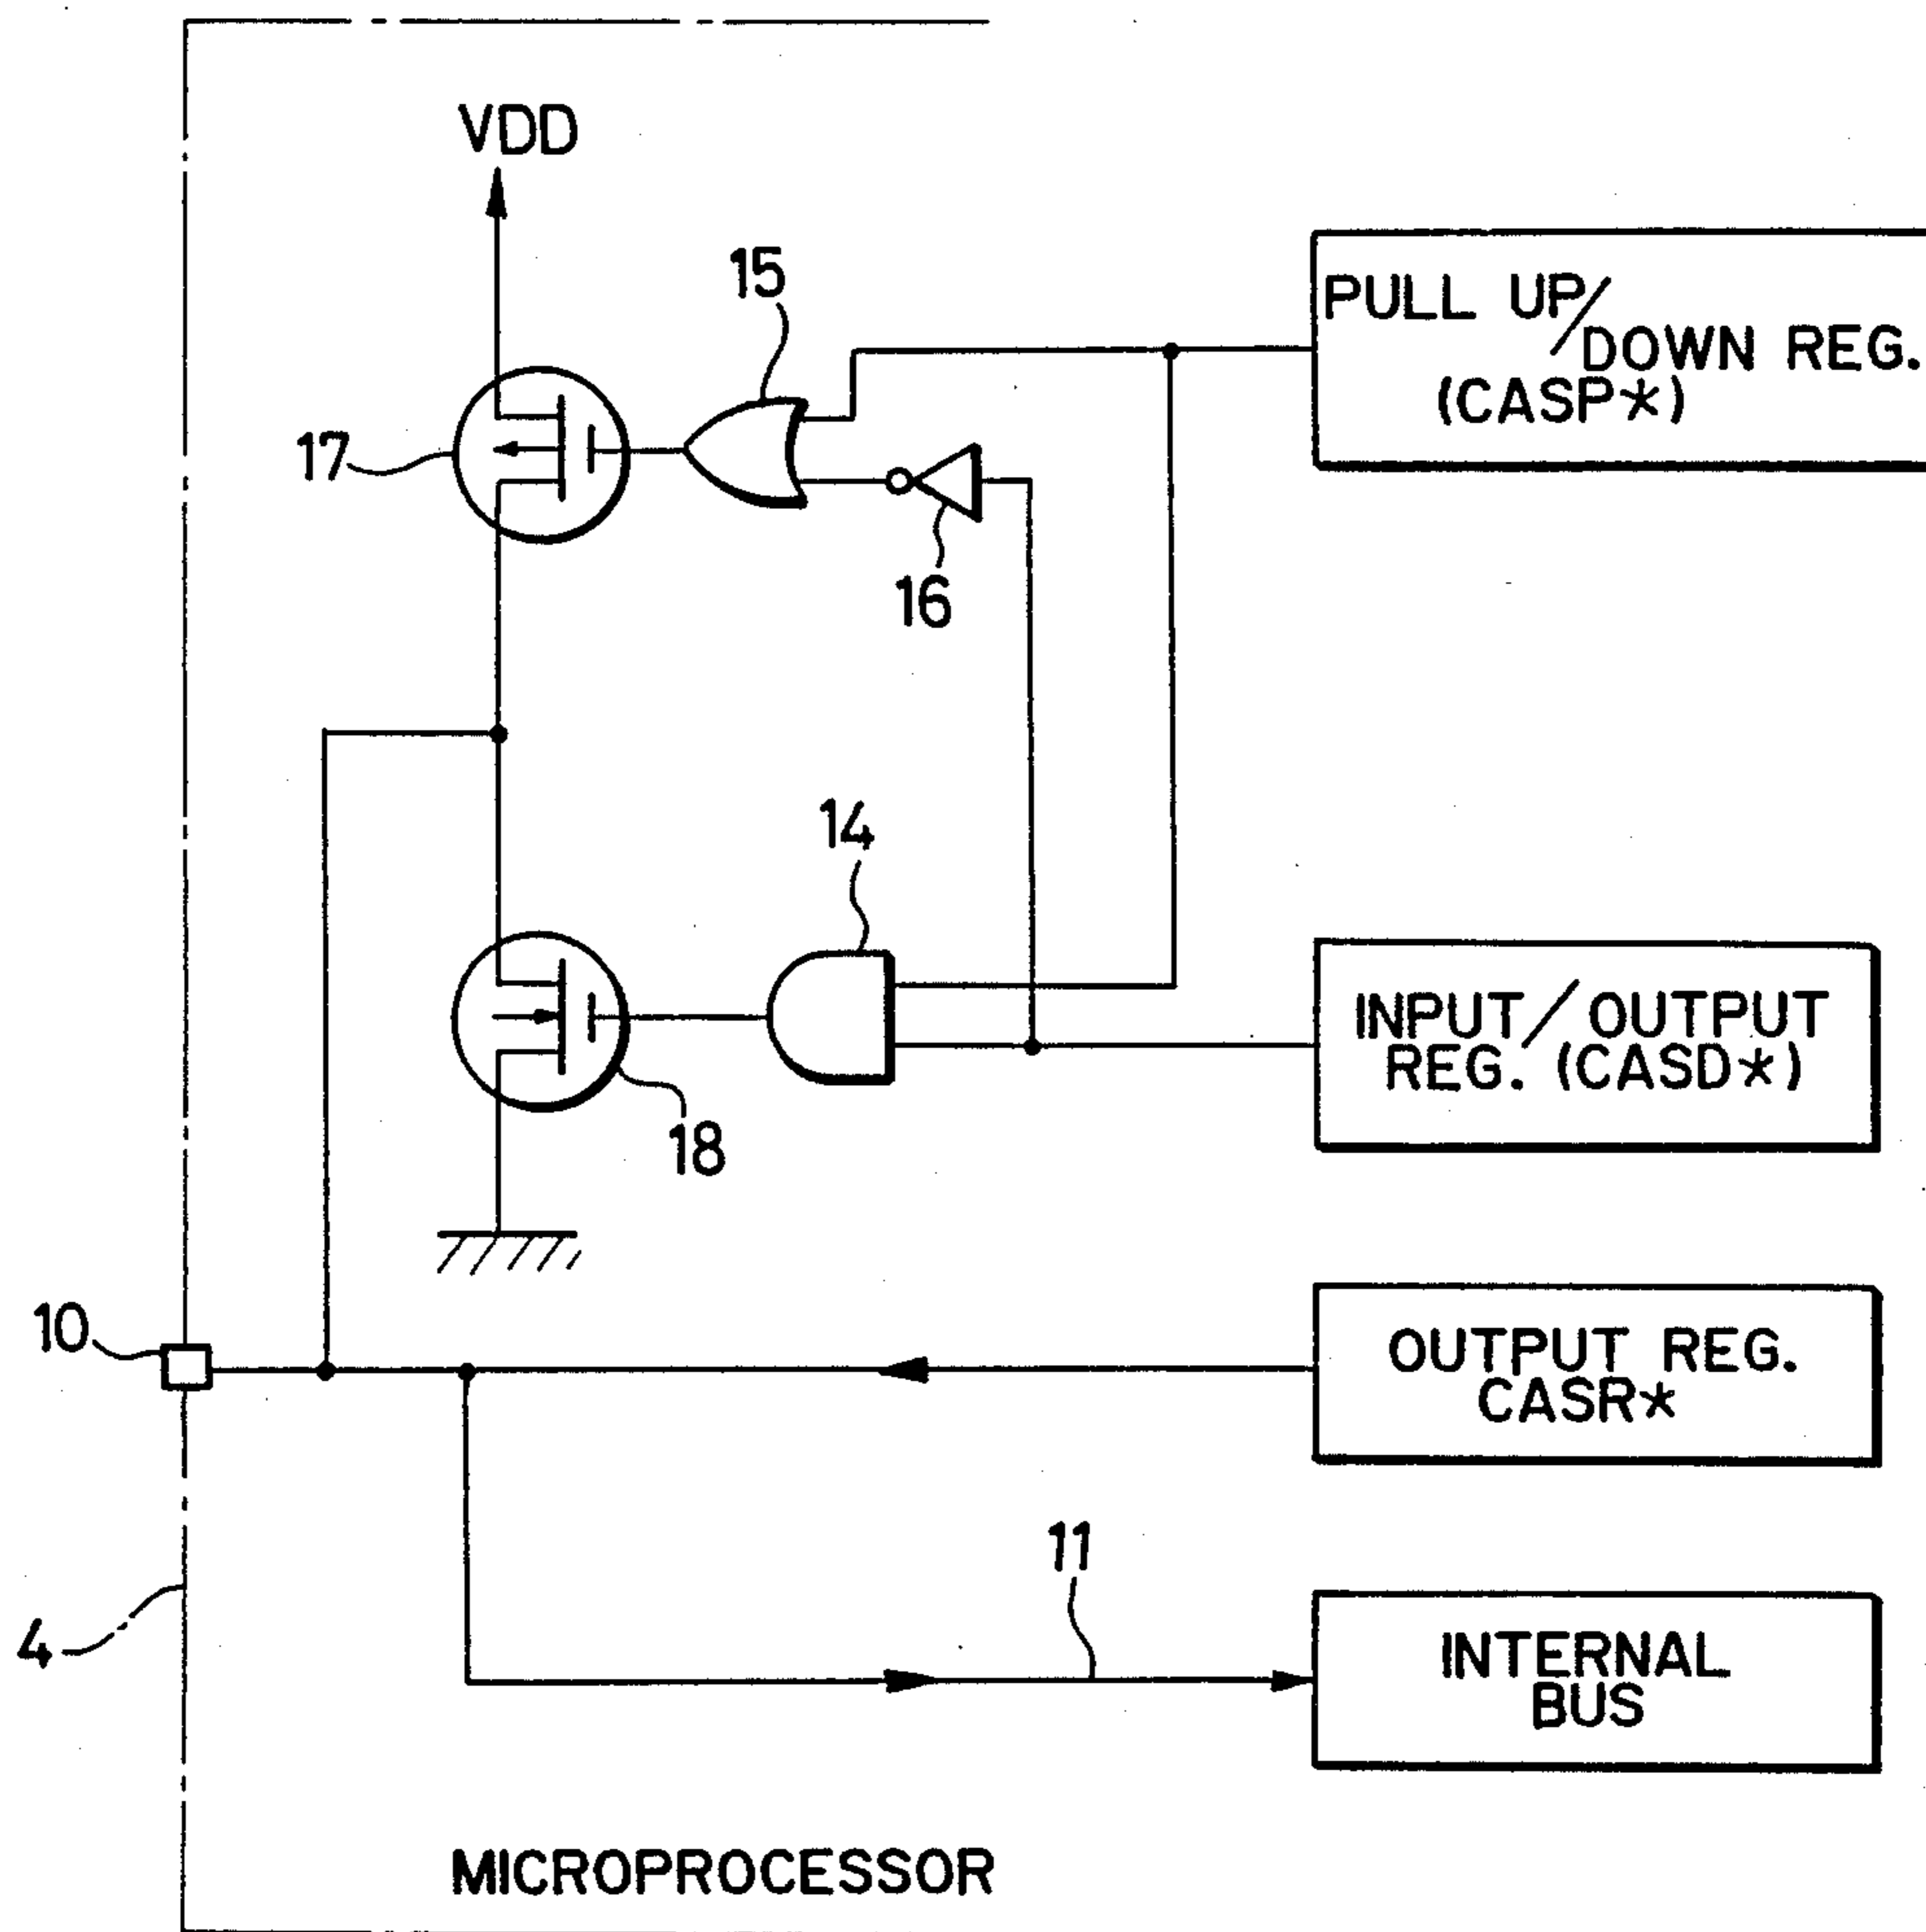 VDD
15
PULL UP/
DOWN REG.
(CASP*)
17
16
14
INPUT/OUTPUT
REG. (CASD*)
18
10
OUTPUT REG.
CASR*
11
4
INTERNAL
BUS
MICROPROCESSOR